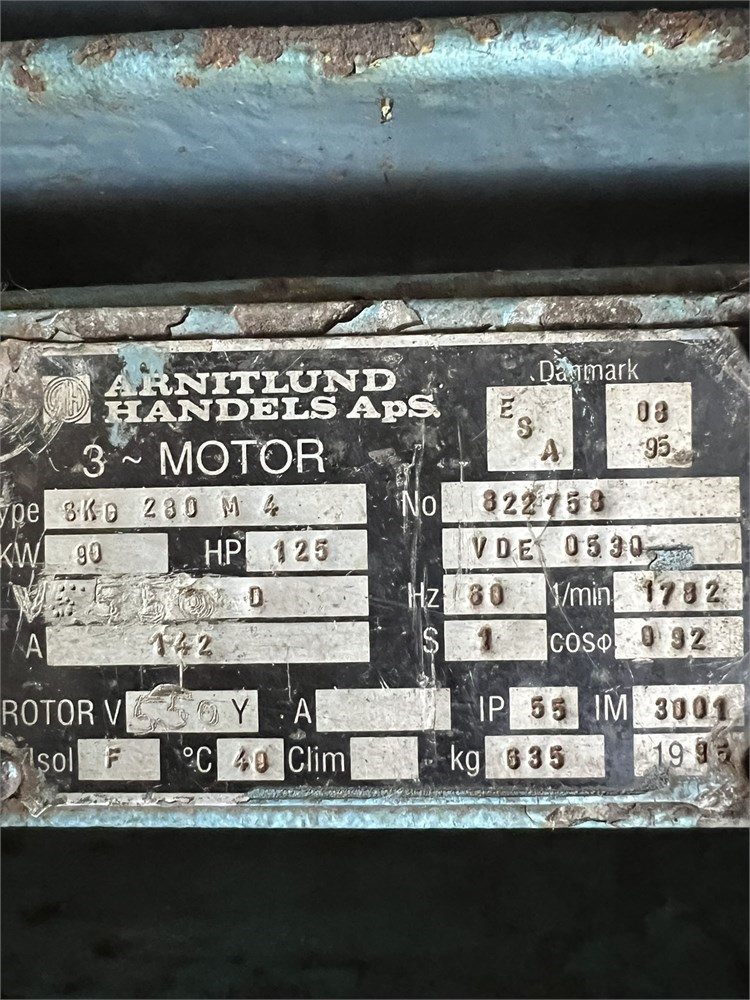 ARNITLUND
HANDELS ApS.
Danmark
E S A
08
95
3 ~ MOTOR
ype SKG 280 M 4
No 822758
KW 90 HP 125
VDE 0530
V D
Hz 60 1/min 1782
A 142
S 1 cosφ 0 92
ROTOR V Y A
IP 55 IM 3001
Isol F °C 40 Clim
kg 635 1995